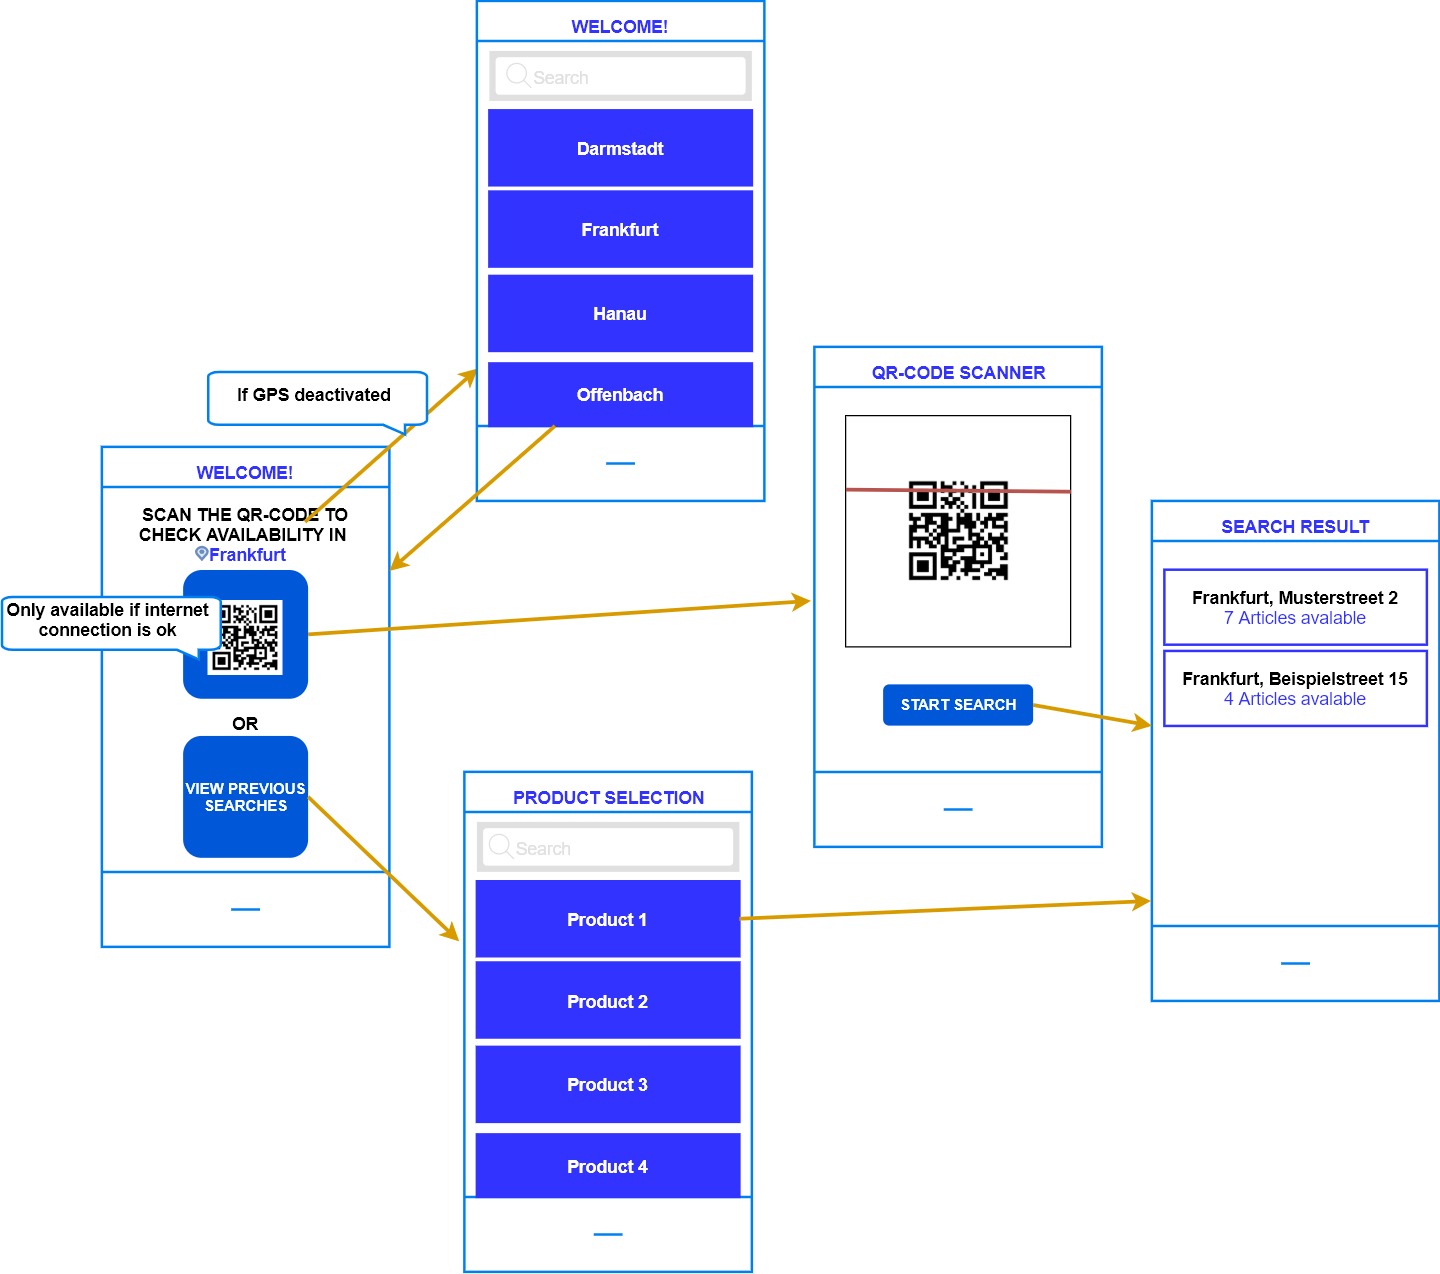 WELCOME!
Search
Darmstadt
Frankfurt
Hanau
Offenbach
If GPS deactivated
WELCOME!
SCAN THE QR-CODE TO
CHECK AVAILABILITY IN
Frankfurt
Only available if internet
connection is ok
OR
VIEW PREVIOUS
SEARCHES
QR-CODE SCANNER
START SEARCH
SEARCH RESULT
Frankfurt, Musterstreet 2
7 Articles avalable
Frankfurt, Beispielstreet 15
4 Articles avalable
PRODUCT SELECTION
Search
Product 1
Product 2
Product 3
Product 4